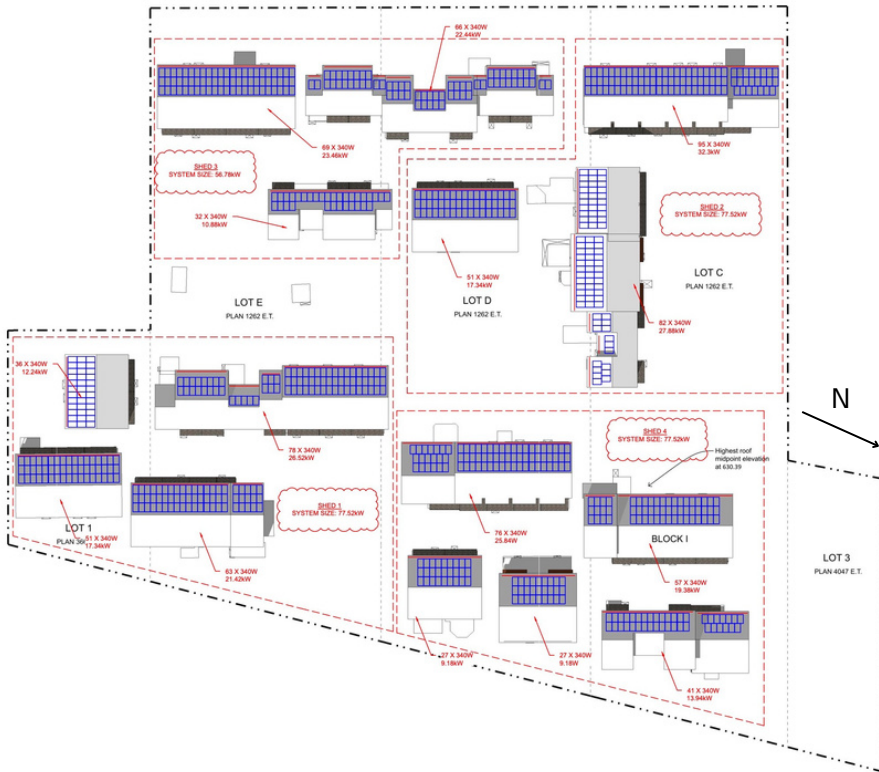 66 X 340W
22.44kW
69 X 340W
23.46kW
95 X 340W
32.3kW
SHED 3
SYSTEM SIZE: 56.78kW
SHED 2
SYSTEM SIZE: 77.52kW
32 X 340W
10.88kW
51 X 340W
17.34kW
LOT E
PLAN 1262 E.T.
LOT D
PLAN 1262 E.T.
LOT C
PLAN 1262 E.T.
82 X 340W
27.88kW
36 X 340W
12.24kW
N
78 X 340W
26.52kW
SHED 4
SYSTEM SIZE: 77.52kW
Highest roof
midpoint elevation
at 630.39
SHED 1
SYSTEM SIZE: 77.52kW
LOT 1
PLAN 36
51 X 340W
17.34kW
63 X 340W
21.42kW
76 X 340W
25.84W
BLOCK I
57 X 340W
19.38kW
LOT 3
PLAN 4047 E.T.
27 X 340W
9.18kW
27 X 340W
9.18W
41 X 340W
13.94kW